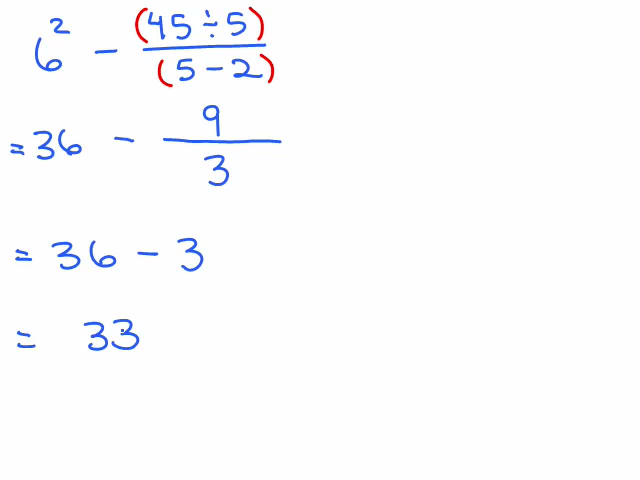 6² - (45 ÷ 5) / (5 - 2)
= 36 - 9 / 3
= 36 - 3
= 33